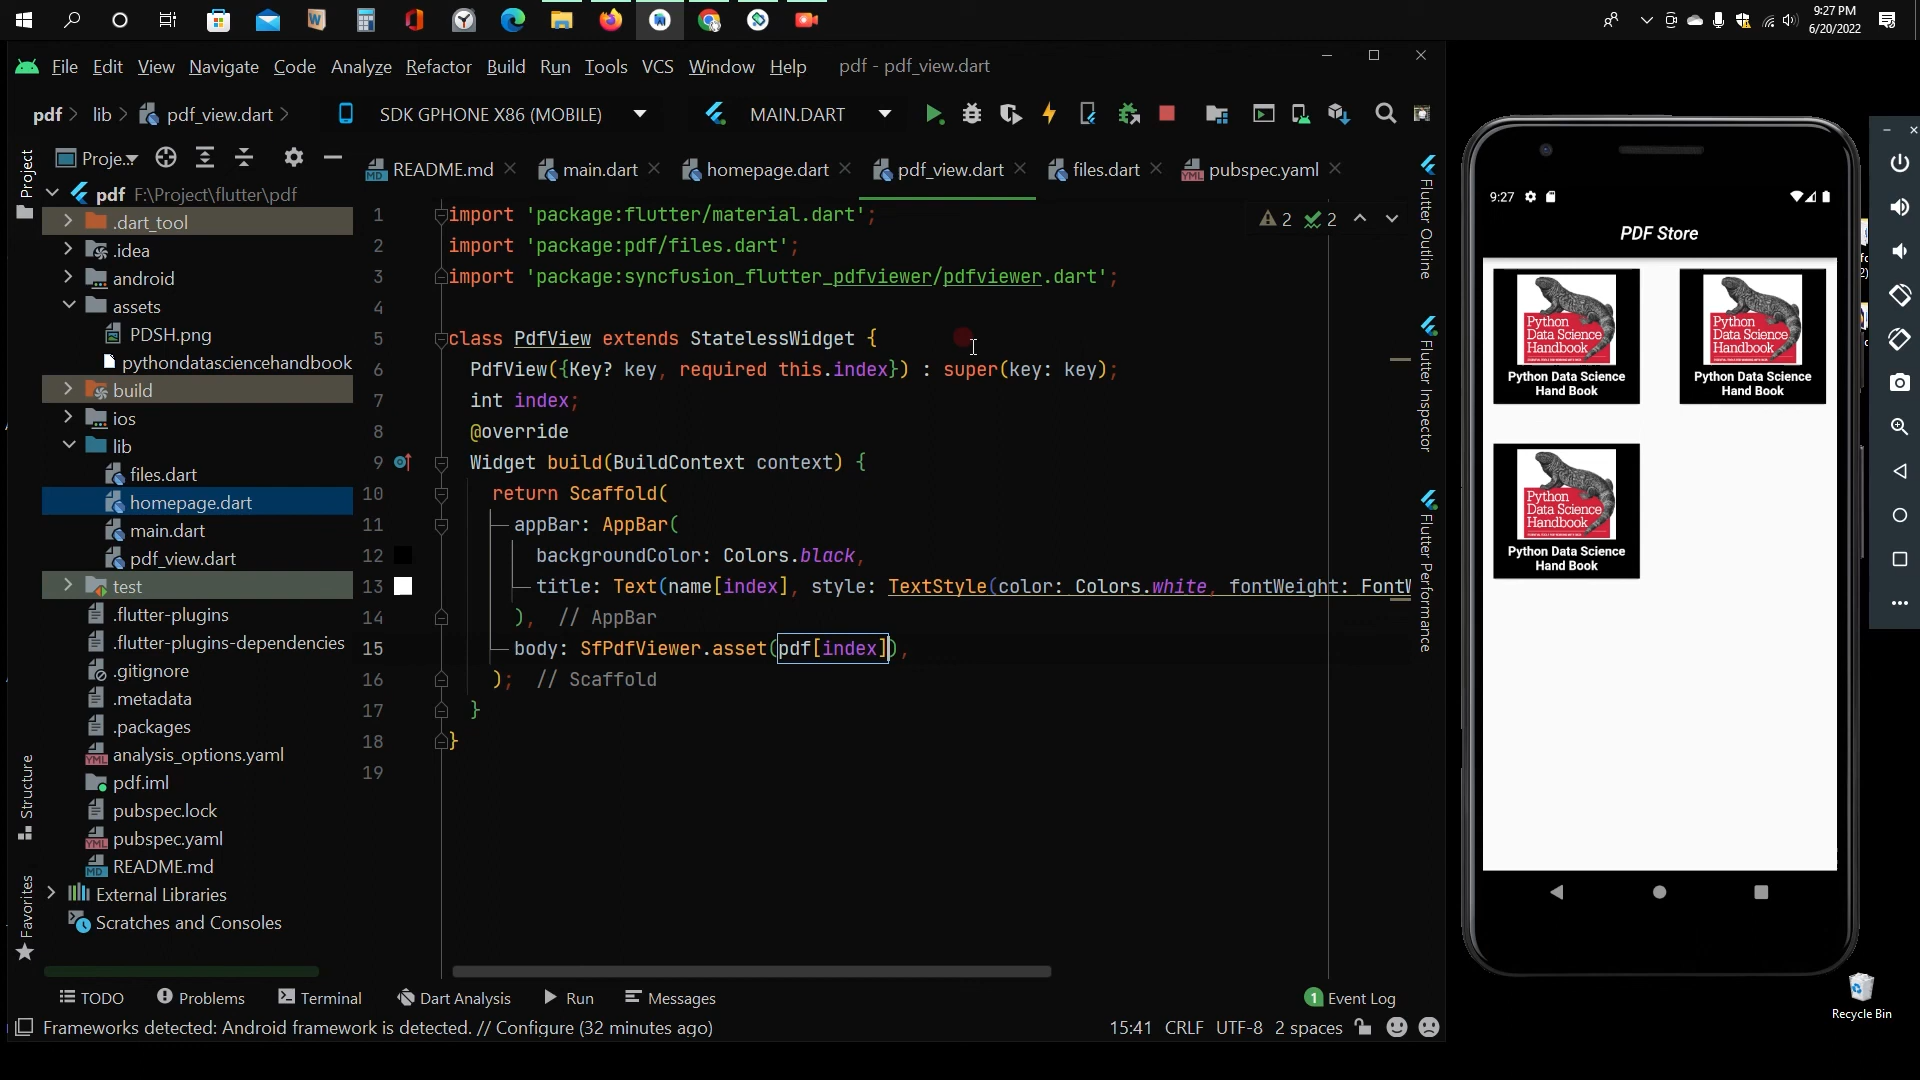 9:27 PM
6/20/2022
File Edit View Navigate Code Analyze Refactor Build Run Tools VCS Window Help pdf - pdf_view.dart
pdf lib pdf_view.dart SDK GPHONE X86 (MOBILE) MAIN.DART
Proje...
README.md main.dart homepage.dart pdf_view.dart files.dart pubspec.yaml
Project
Structure
Favorites
pdf F:\Project\flutter\pdf
.dart_tool
.idea
android
assets
PDSH.png
pythondatasciencehandbook
build
ios
lib
files.dart
homepage.dart
main.dart
pdf_view.dart
test
.flutter-plugins
.flutter-plugins-dependencies
.gitignore
.metadata
.packages
analysis_options.yaml
pdf.iml
pubspec.lock
pubspec.yaml
README.md
External Libraries
Scratches and Consoles
2 2
1 import 'package:flutter/material.dart';
2 import 'package:pdf/files.dart';
3 import 'package:syncfusion_flutter_pdfviewer/pdfviewer.dart';
4
5 class PdfView extends StatelessWidget {
6 PdfView({Key? key, required this.index}) : super(key: key);
7 int index;
8 @override
9 Widget build(BuildContext context) {
10 return Scaffold(
11 appBar: AppBar(
12 backgroundColor: Colors.black,
13 title: Text(name[index], style: TextStyle(color: Colors.white, fontWeight: FontW
14 ), // AppBar
15 body: SfPdfViewer.asset(pdf[index]),
16 ); // Scaffold
17 }
18 }
19
Flutter Outline
Flutter Inspector
Flutter Performance
TODO Problems Terminal Dart Analysis Run Messages 1 Event Log
Frameworks detected: Android framework is detected. // Configure (32 minutes ago) 15:41 CRLF UTF-8 2 spaces
9:27
PDF Store
Python
Data Science
Handbook
Python Data Science
Hand Book
Python
Data Science
Handbook
Python Data Science
Hand Book
Python
Data Science
Handbook
Python Data Science
Hand Book
Recycle Bin